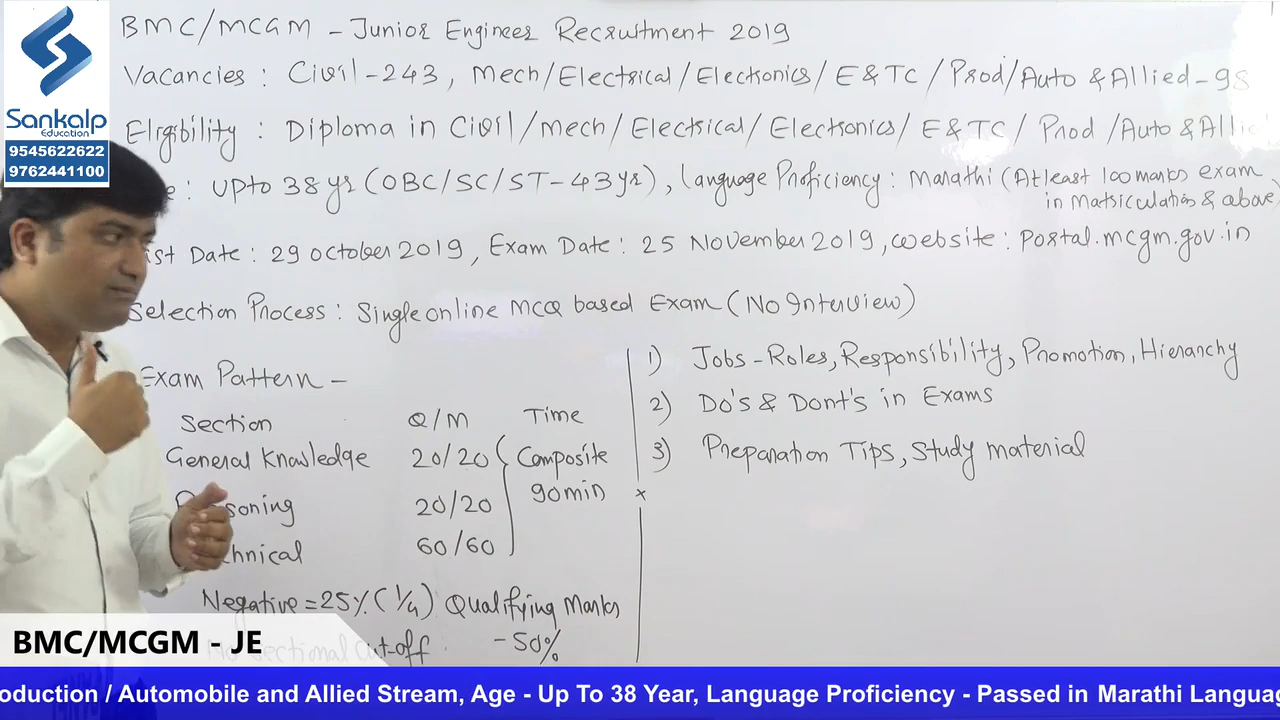 BMC/MCGM - Junior Engineer Recruitment 2019
Vacancies : Civil-243, Mech/Electrical/Electonics/E&TC/Prod/Auto & Allied-98
Eligibility : Diploma in Civil/mech/Electrical/Electronics/E&TC/Prod/Auto &
: upto 38 yr (OBC/SC/ST-43yr), Language Proficiency: Marathi (Atleast 100 marks exam
in Matriculation & above)
Date : 29 october 2019, Exam Date : 25 November 2019, website : portal.mcgm.gov.in
Selection Process : Single online MCQ based Exam (No Interview)
Exam Pattern -
Section Q/M Time
General Knowledge 20/20 Composite
20/20 90min
60/60
Negative = 25% (1/4) Qualifying Marks
-50%
1) Jobs - Roles, Responsibility, Promotion, Hierarchy
2) Do's & Dont's in Exams
3) Preparation Tips, Study material
Sankalp
Education
9545622622
9762441100
BMC/MCGM - JE
oduction / Automobile and Allied Stream, Age - Up To 38 Year, Language Proficiency - Passed in Marathi Languag